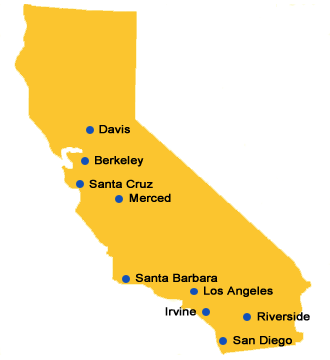 Davis
Berkeley
Santa Cruz
Merced
Santa Barbara
Los Angeles
Irvine
Riverside
San Diego